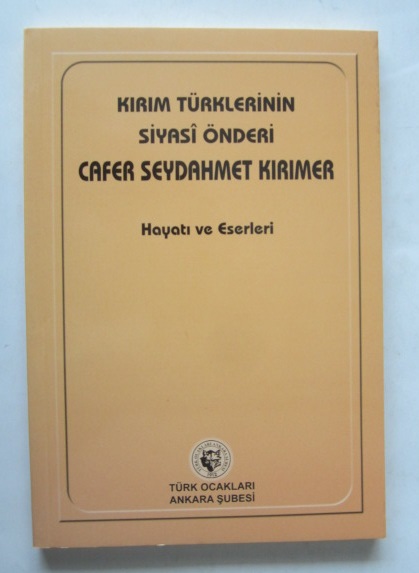 KIRIM TÜRKLERİNİN
SİYASÎ ÖNDERİ
CAFER SEYDAHMET KIRIMER
Hayatı ve Eserleri
TÜRK OCAKLARI
ANKARA ŞUBESİ